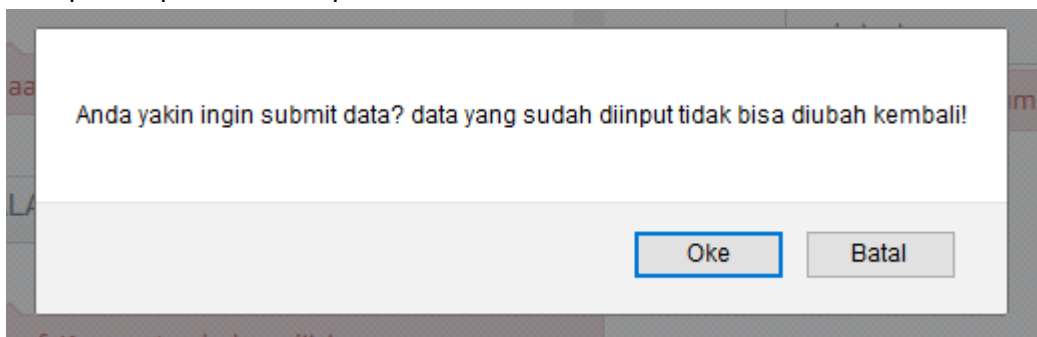 Anda yakin ingin submit data? data yang sudah diinput tidak bisa diubah kembali!
Oke
Batal